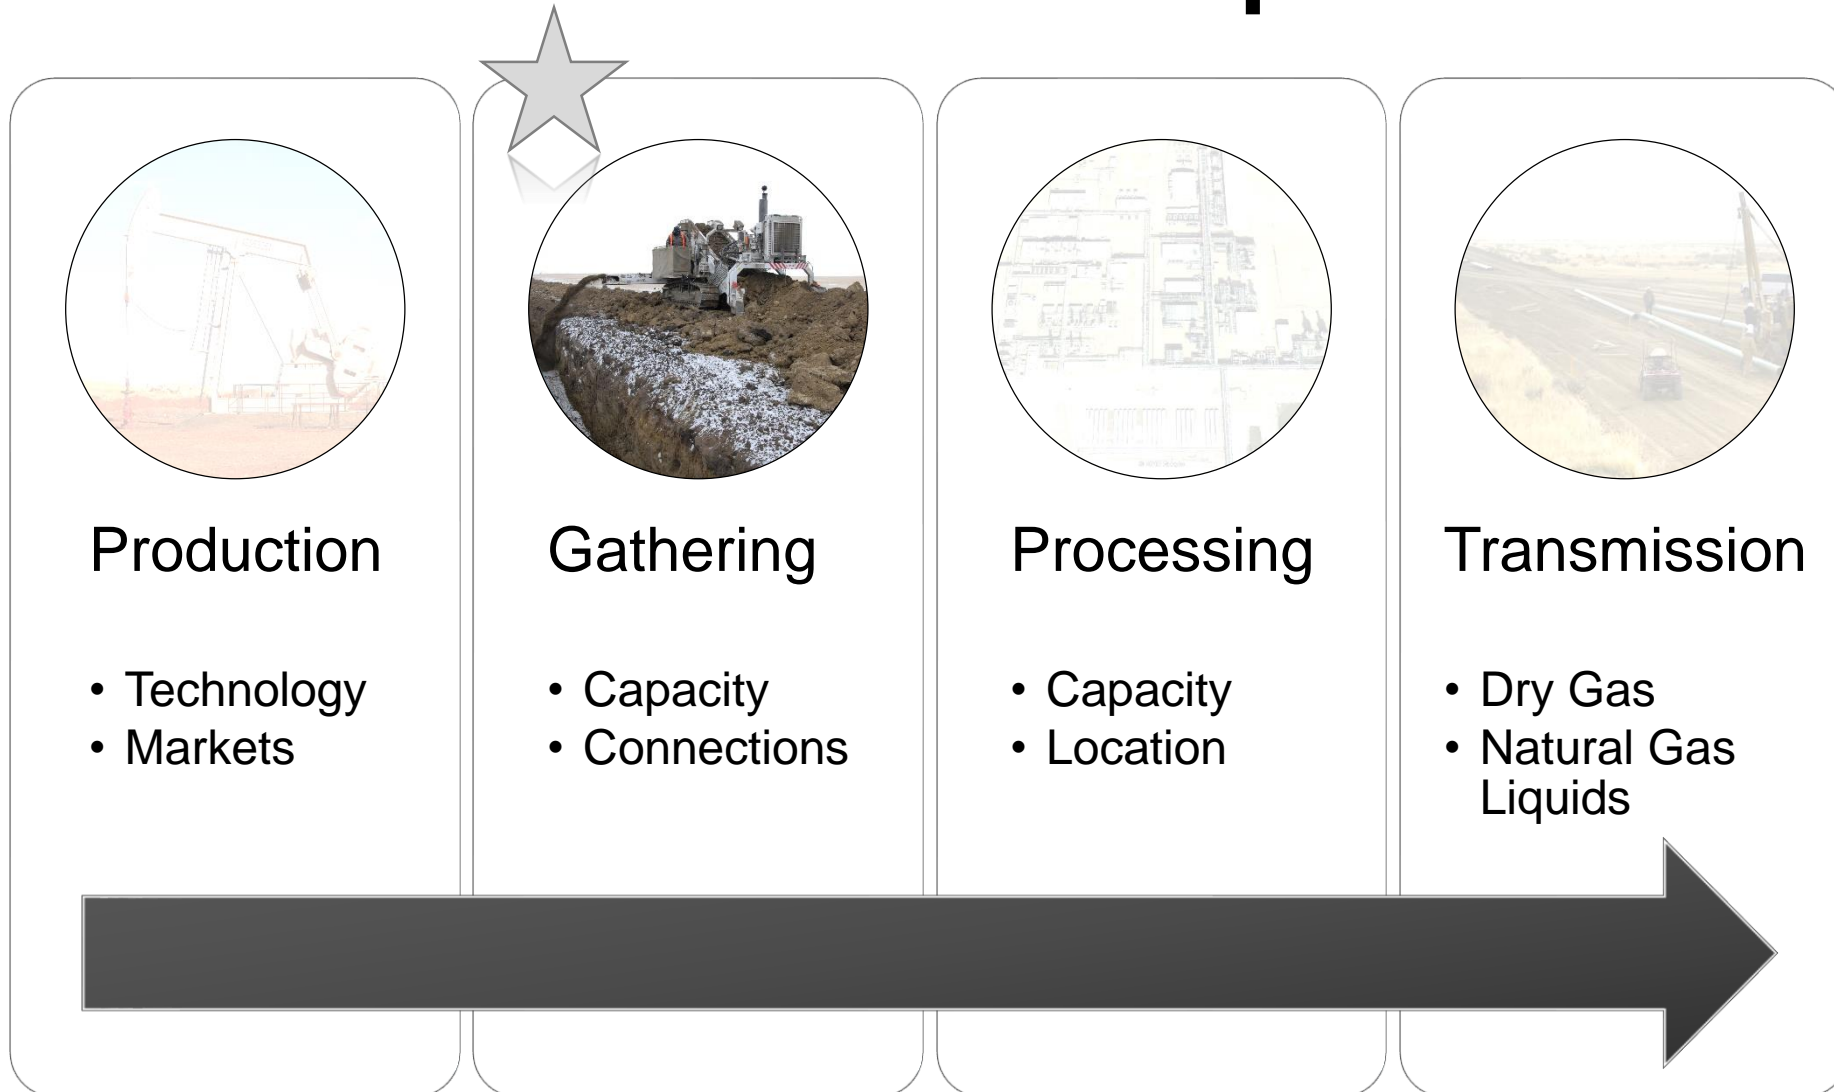 Production
• Technology
• Markets
Gathering
• Capacity
• Connections
Processing
• Capacity
• Location
Transmission
• Dry Gas
• Natural Gas
Liquids